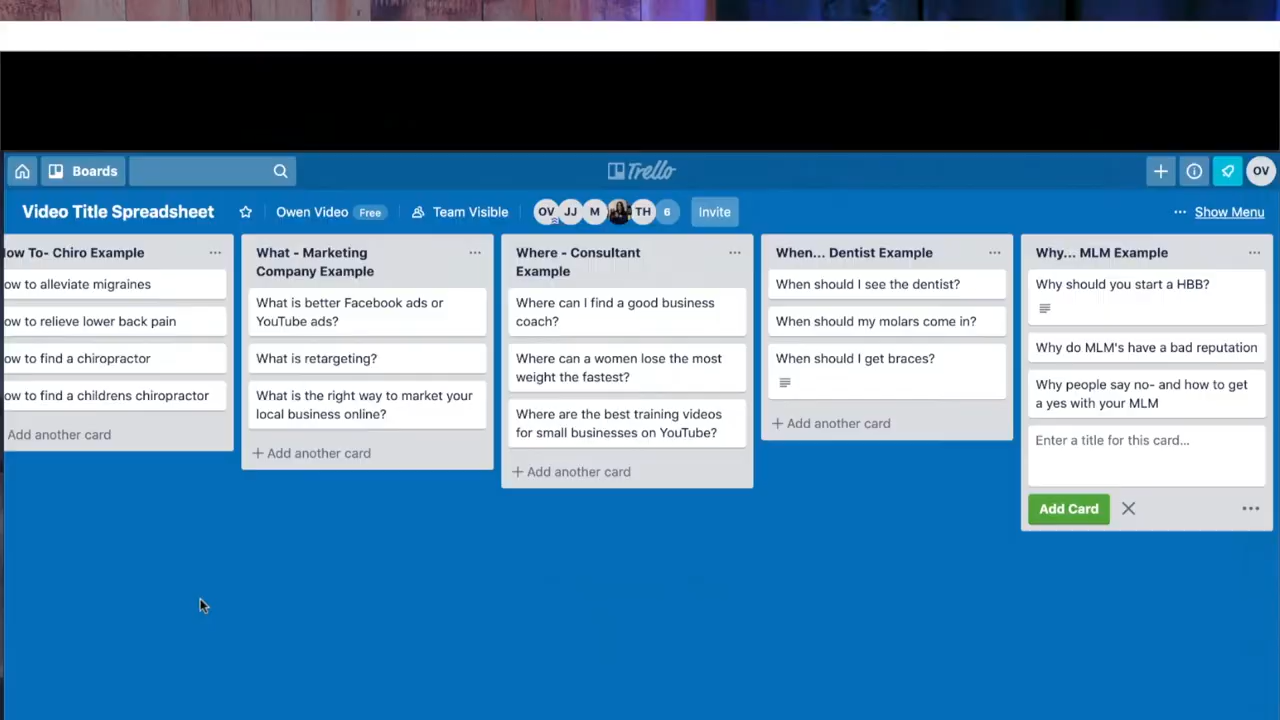 Boards
Trello
OV
Video Title Spreadsheet
Owen Video Free
Team Visible
OV JJ M TH 6
Invite
... Show Menu
ow To- Chiro Example
ow to alleviate migraines
ow to relieve lower back pain
ow to find a chiropractor
ow to find a childrens chiropractor
Add another card
What - Marketing
Company Example
What is better Facebook ads or
YouTube ads?
What is retargeting?
What is the right way to market your
local business online?
+ Add another card
Where - Consultant
Example
Where can I find a good business
coach?
Where can a women lose the most
weight the fastest?
Where are the best training videos
for small businesses on YouTube?
+ Add another card
When... Dentist Example
When should I see the dentist?
When should my molars come in?
When should I get braces?
+ Add another card
Why... MLM Example
Why should you start a HBB?
Why do MLM's have a bad reputation
Why people say no- and how to get
a yes with your MLM
Enter a title for this card...
Add Card